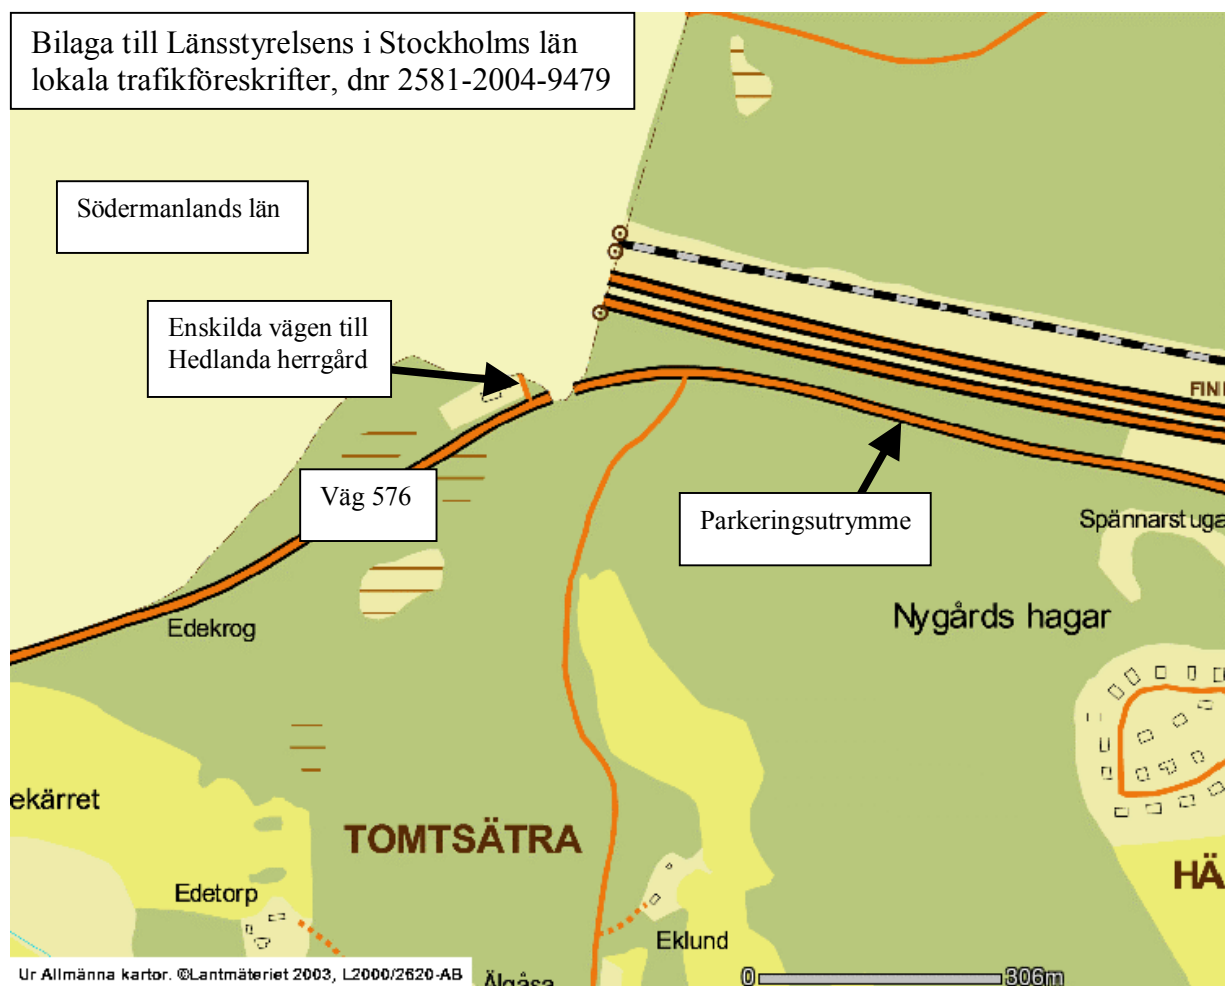 Bilaga till Länsstyrelsens i Stockholms län
lokala trafikföreskrifter, dnr 2581-2004-9479
Södermanlands län
Enskilda vägen till
Hedlanda herrgård
FINI
Väg 576
Parkeringsutrymme
Spännarstuga
Nygårds hagar
Edekrog
ekärret
TOMTSÄTRA
HÄ
Edetorp
Eklund
Älgåsa
Ur Allmänna kartor. ©Lantmäteriet 2003, L2000/2620-AB
0 306m